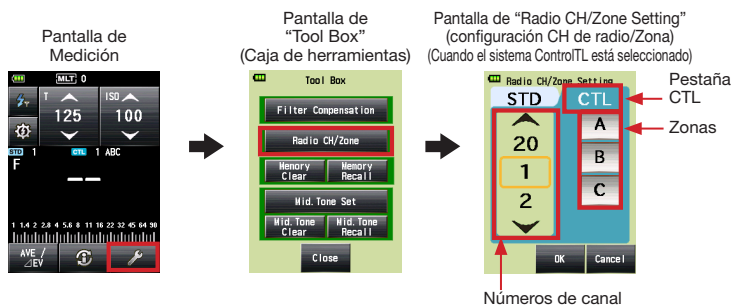 Pantalla de
Medición
MLT 0
T
125
ISO
100
STD 1 CTL 1 ABC
F
1 1.4 2 2.8 4 5.6 8 11 16 22 32 45 64 90
AVE /
⊿EV
Pantalla de
“Tool Box”
(Caja de herramientas)
Tool Box
Filter Compensation
Radio CH/Zone
Memory
Clear
Memory
Recall
Mid. Tone Set
Mid. Tone
Clear
Mid. Tone
Recall
Close
Pantalla de “Radio CH/Zone Setting”
(configuración CH de radio/Zona)
(Cuando el sistema ControlTL está seleccionado)
Radio CH/Zone Setting
STD
CTL
20
1
2
A
B
C
OK
Cancel
Pestaña
CTL
Zonas
Números de canal